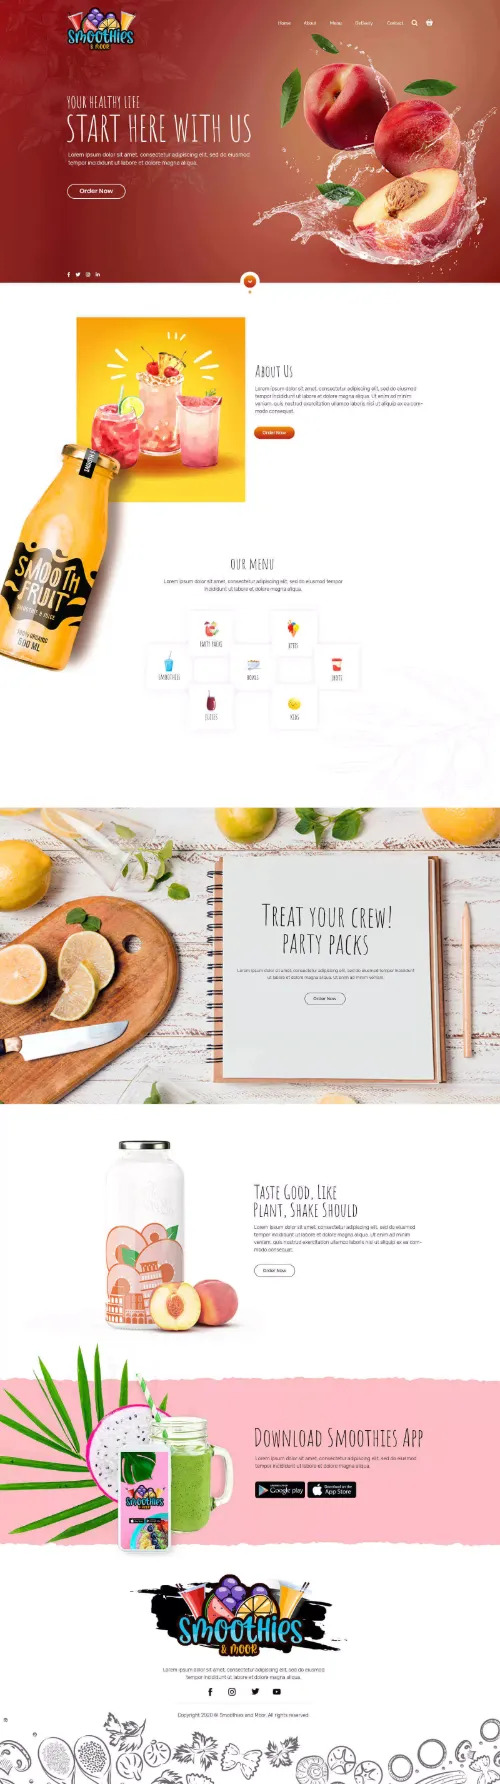 Smoothies
& MOOR
Home About Menu Delivery Contact
YOUR HEALTHY LIFE
START HERE WITH US
Lorem ipsum dolor sit amet, consectetur adipiscing elit, sed do eiusmod
tempor incididunt ut labore et dolore magna aliqua.
Order Now
About Us
Lorem ipsum dolor sit amet, consectetur adipiscing elit, sed do eiusmod
tempor incididunt ut labore et dolore magna aliqua. Ut enim ad minim
veniam, quis nostrud exercitation ullamco laboris nisi ut aliquip ex ea com-
modo consequat.
Order Now
SMOOTH
FRUIT
SMOOTHIE & JUICE
100% ORGANIC
500 ML
OUR MENU
Lorem ipsum dolor sit amet, consectetur adipiscing elit, sed do eiusmod tempor
incididunt ut labore et dolore magna aliqua.
PARTY PACKS
SMOOTHIES
BOWLS
JUICES
KIDS
TREAT YOUR CREW!
PARTY PACKS
Lorem ipsum dolor sit amet, consectetur adipiscing elit, sed do eiusmod
tempor incididunt ut labore et dolore magna aliqua. Ut enim ad minim veniam.
Order Now
TASTE GOOD, LIKE
PLANT, SHAKE SHOULD
Lorem ipsum dolor sit amet, consectetur adipiscing elit, sed do eiusmod
tempor incididunt ut labore et dolore magna aliqua. Ut enim ad minim
veniam, quis nostrud exercitation ullamco laboris nisi ut aliquip ex ea com-
modo consequat.
Order Now
DOWNLOAD SMOOTHIES APP
Lorem ipsum dolor sit amet, consectetur adipiscing elit, sed do eiusmod
tempor incididunt ut labore et dolore magna aliqua.
Google play
Download on the
App Store
Smoothies
Smoothies
& MOOR
Lorem ipsum dolor sit amet, consectetur adipiscing elit, sed do eiusmod
tempor incididunt ut labore et dolore magna aliqua.
Copyright 2020 © Smoothies and Moor. All rights reserved.